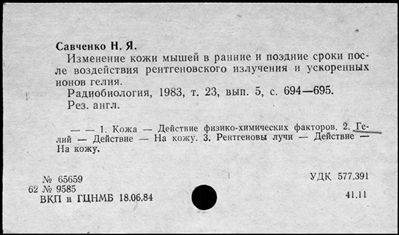 Савченко Н. Я.
Изменение кожи мышей в ранние и поздние сроки пос-
ле воздействия рентгеновского излучения и ускоренных
ионов гелия.
Радиобиология, 1983, т. 23, вып. 5, с. 694—695.
Рез. англ.
— — 1. Кожа — Действие физико-химических факторов. 2. Ге-
лий — Действие — На кожу. 3. Рентгеновы лучи — Действие —
На кожу.
№ 65659 УДК 577.391
62 № 9585 41.11
ВКП и ГЦНМБ 18.06.84